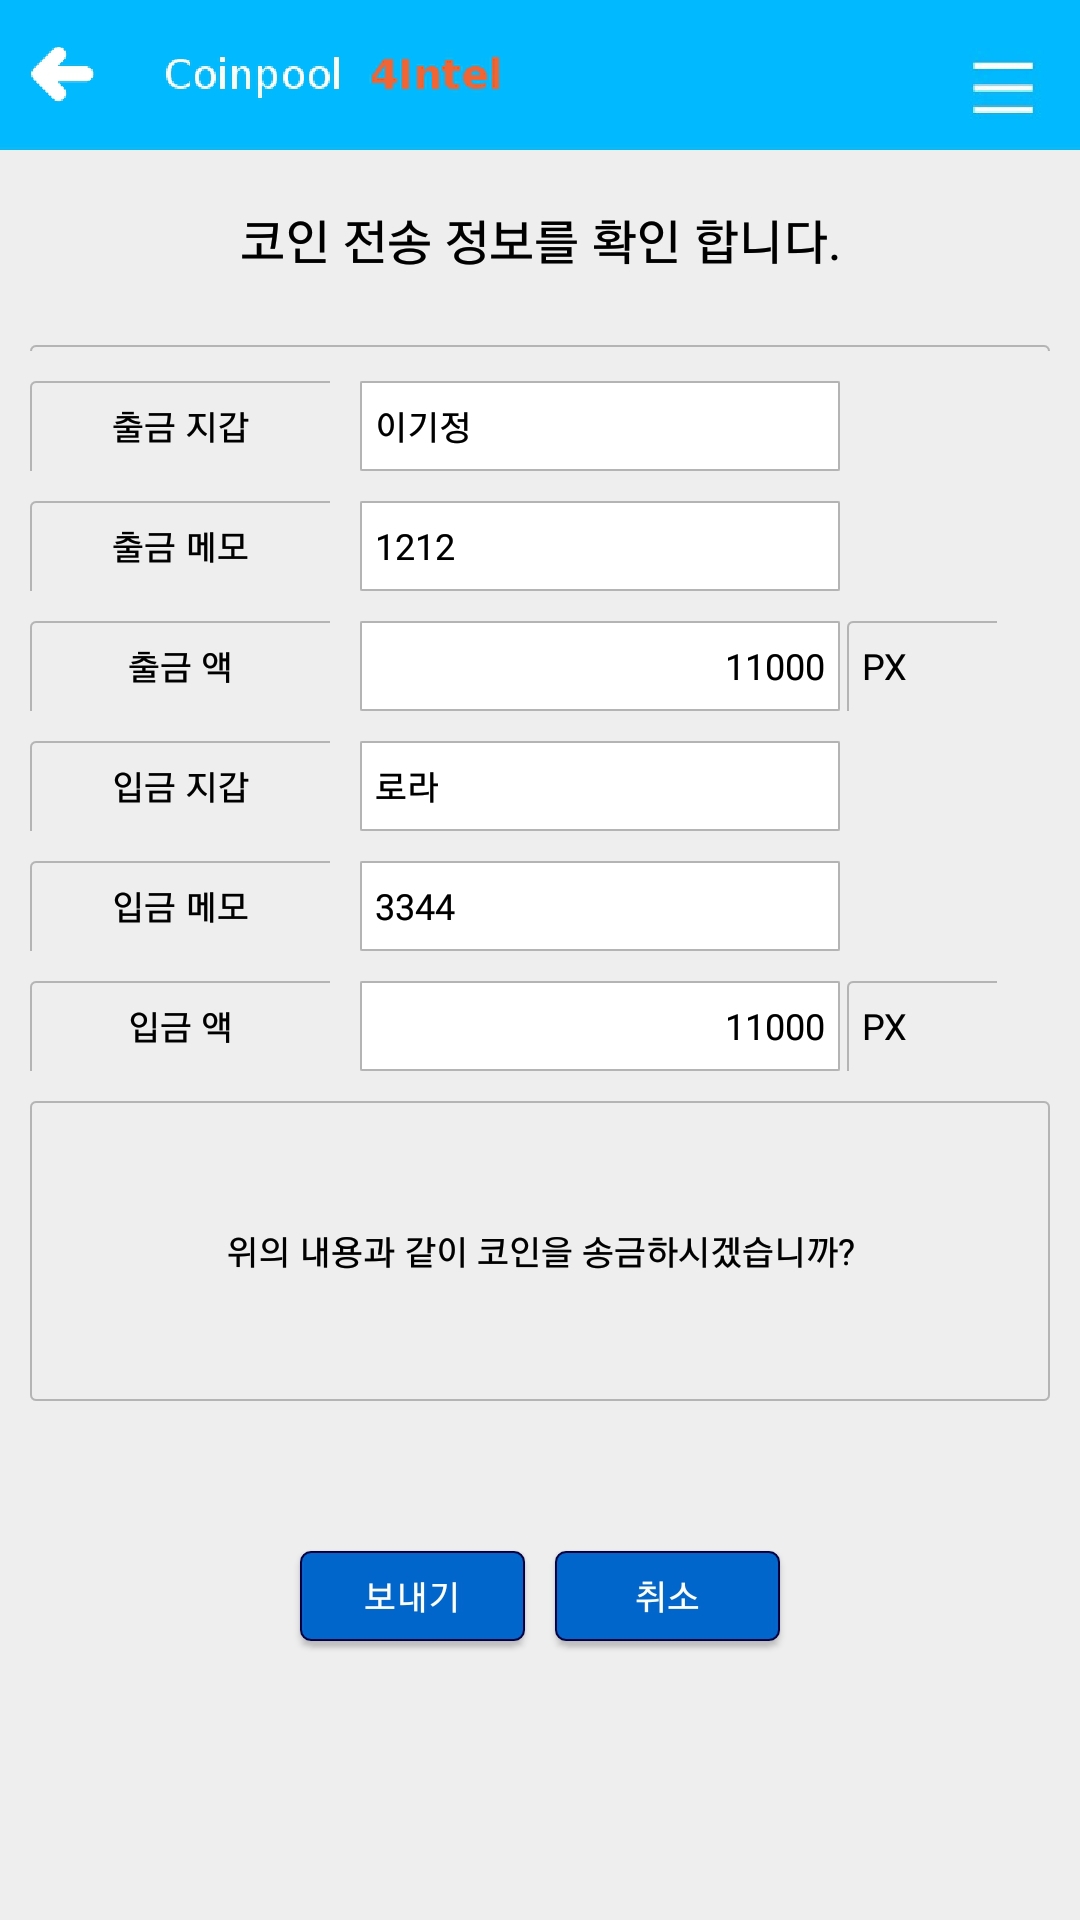 Coinpool 4Intel
코인 전송 정보를 확인 합니다.
출금 지갑 이기정
출금 메모 1212
출금 액 11000 PX
입금 지갑 로라
입금 메모 3344
입금 액 11000 PX
위의 내용과 같이 코인을 송금하시겠습니까?
보내기 취소